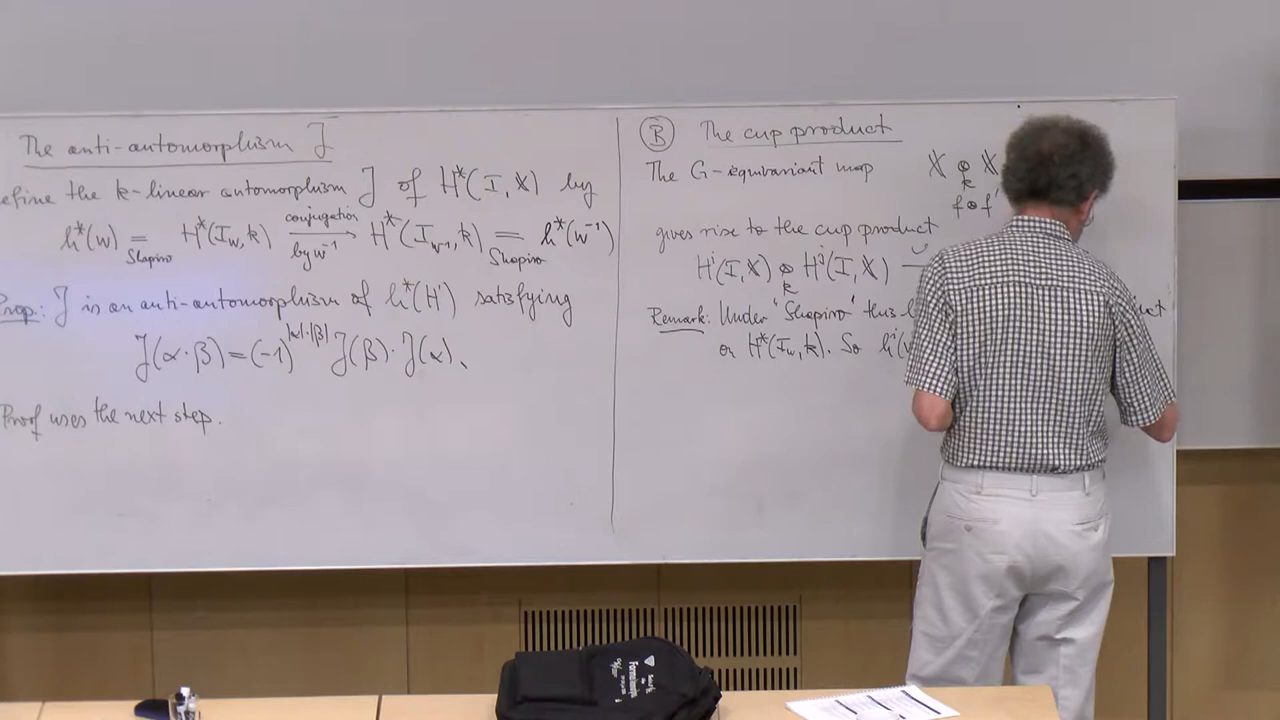 The anti-automorphism J
efine the k-linear automorphism J of H*(I, X) by
h*(w) = H*(I_w, k) → H*(I_{w^{-1}}, k) = h*(w^{-1})
Shapiro conjugation by w^{-1} Shapiro
Prop.: J is an anti-automorphism of h*(H) satisfying
J(α·β) = (-1)^{|α|·|β|} J(β)·J(α).
Proof uses the next step.
B The cup product
The G-equivariant map X ⊗_k X
f ⊗ f'
gives rise to the cup product
H^i(I, X) ⊗_k H^j(I, X) ∪
Remark: Under "Shapiro" this
on H*(I_w, k). So